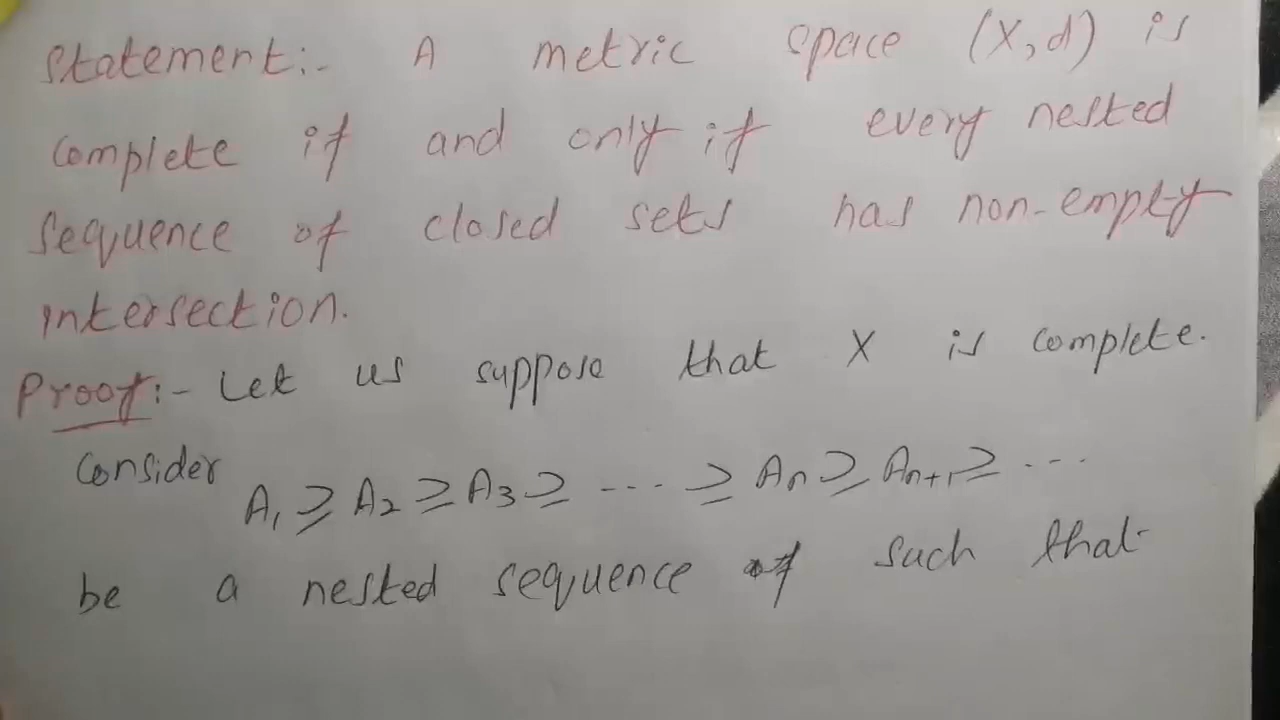 Statement:- A metric space (X,d) is
complete if and only if every nested
sequence of closed sets has non-empty
intersection.
Proof:- Let us suppose that X is complete.
Consider
A₁ ≥ A₂ ≥ A₃ ≥ --- ≥ Aₙ ≥ Aₙ₊₁ ≥ ---
be a nested sequence of such that